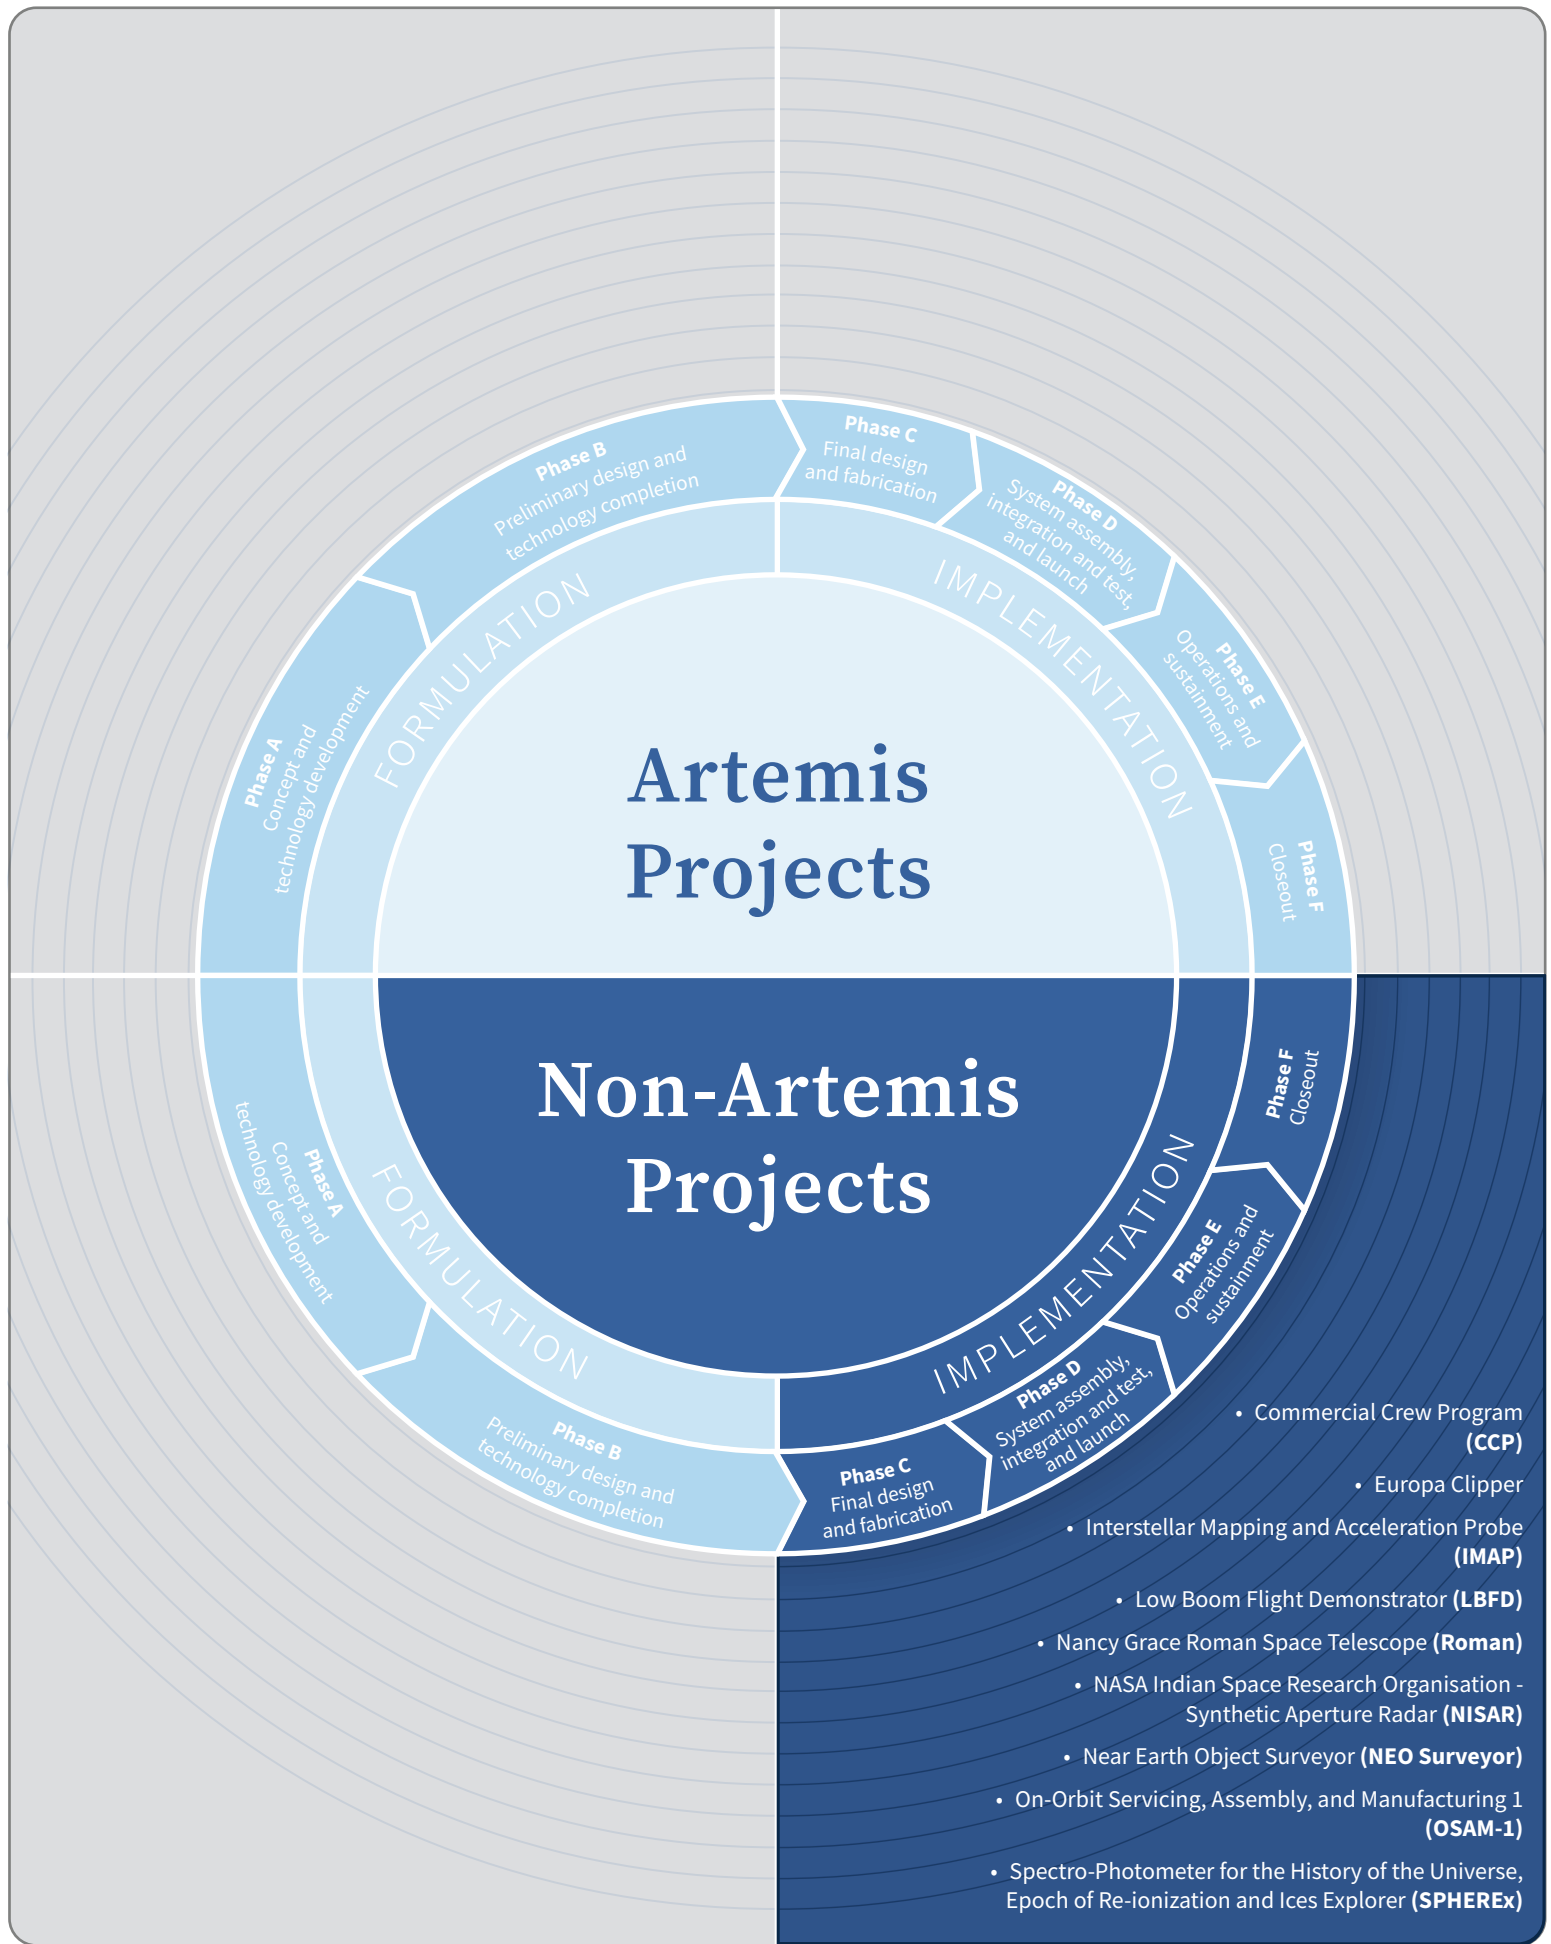 Phase A
Concept and
technology development
Phase B
Preliminary design and
technology completion
FORMULATION
Phase C
Final design
and fabrication
Phase D
System assembly,
integration and test,
and launch
Phase E
Operations and
sustainment
Phase F
Closeout
IMPLEMENTATION
Artemis
Projects
Non-Artemis
Projects
Phase A
Concept and
technology development
Phase B
Preliminary design and
technology completion
FORMULATION
Phase C
Final design
and fabrication
Phase D
System assembly,
integration and test,
and launch
Phase E
Operations and
sustainment
Phase F
Closeout
IMPLEMENTATION
• Commercial Crew Program
(CCP)
• Europa Clipper
• Interstellar Mapping and Acceleration Probe
(IMAP)
• Low Boom Flight Demonstrator (LBFD)
• Nancy Grace Roman Space Telescope (Roman)
• NASA Indian Space Research Organisation -
Synthetic Aperture Radar (NISAR)
• Near Earth Object Surveyor (NEO Surveyor)
• On-Orbit Servicing, Assembly, and Manufacturing 1
(OSAM-1)
• Spectro-Photometer for the History of the Universe,
Epoch of Re-ionization and Ices Explorer (SPHEREx)